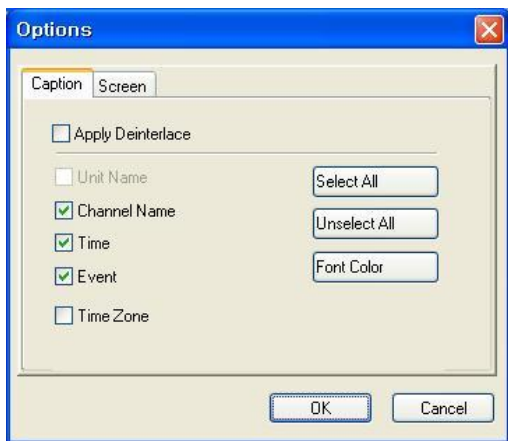 Options
Caption
Screen
Apply Deinterlace
Unit Name
Select All
Channel Name
Unselect All
Time
Font Color
Event
Time Zone
OK
Cancel